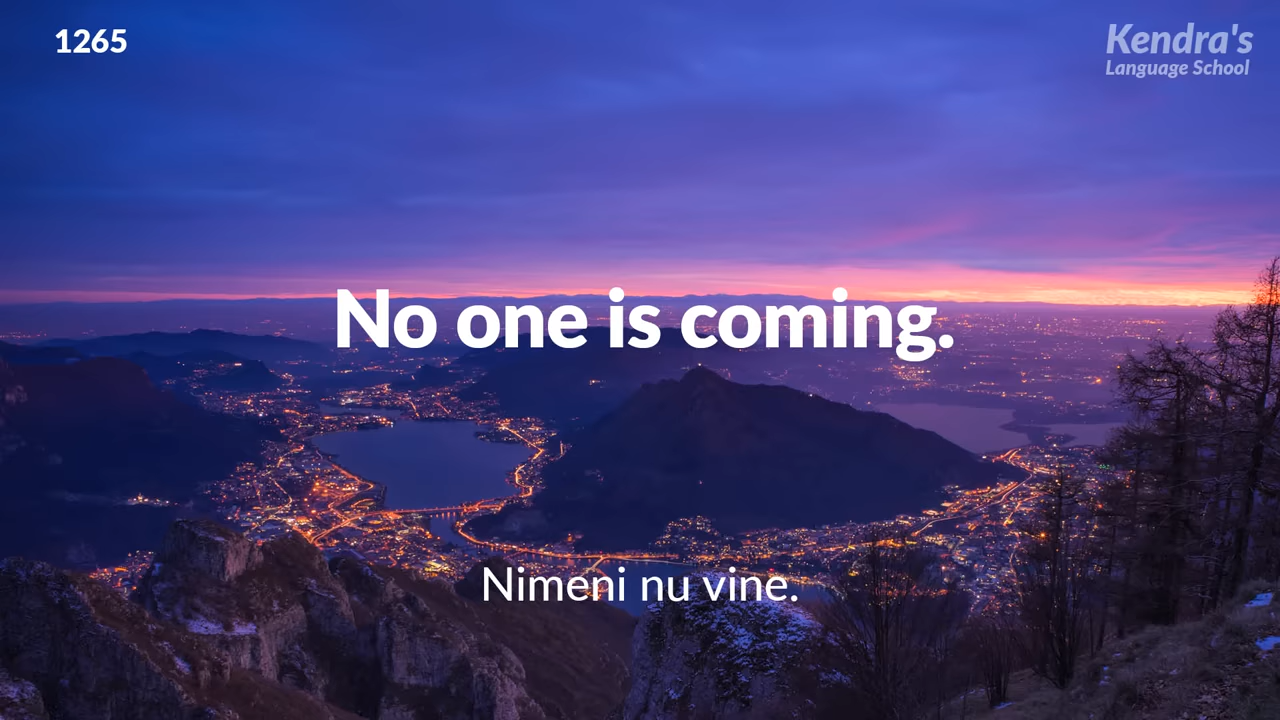 1265
Kendra's
Language School
No one is coming.
Nimeni nu vine.